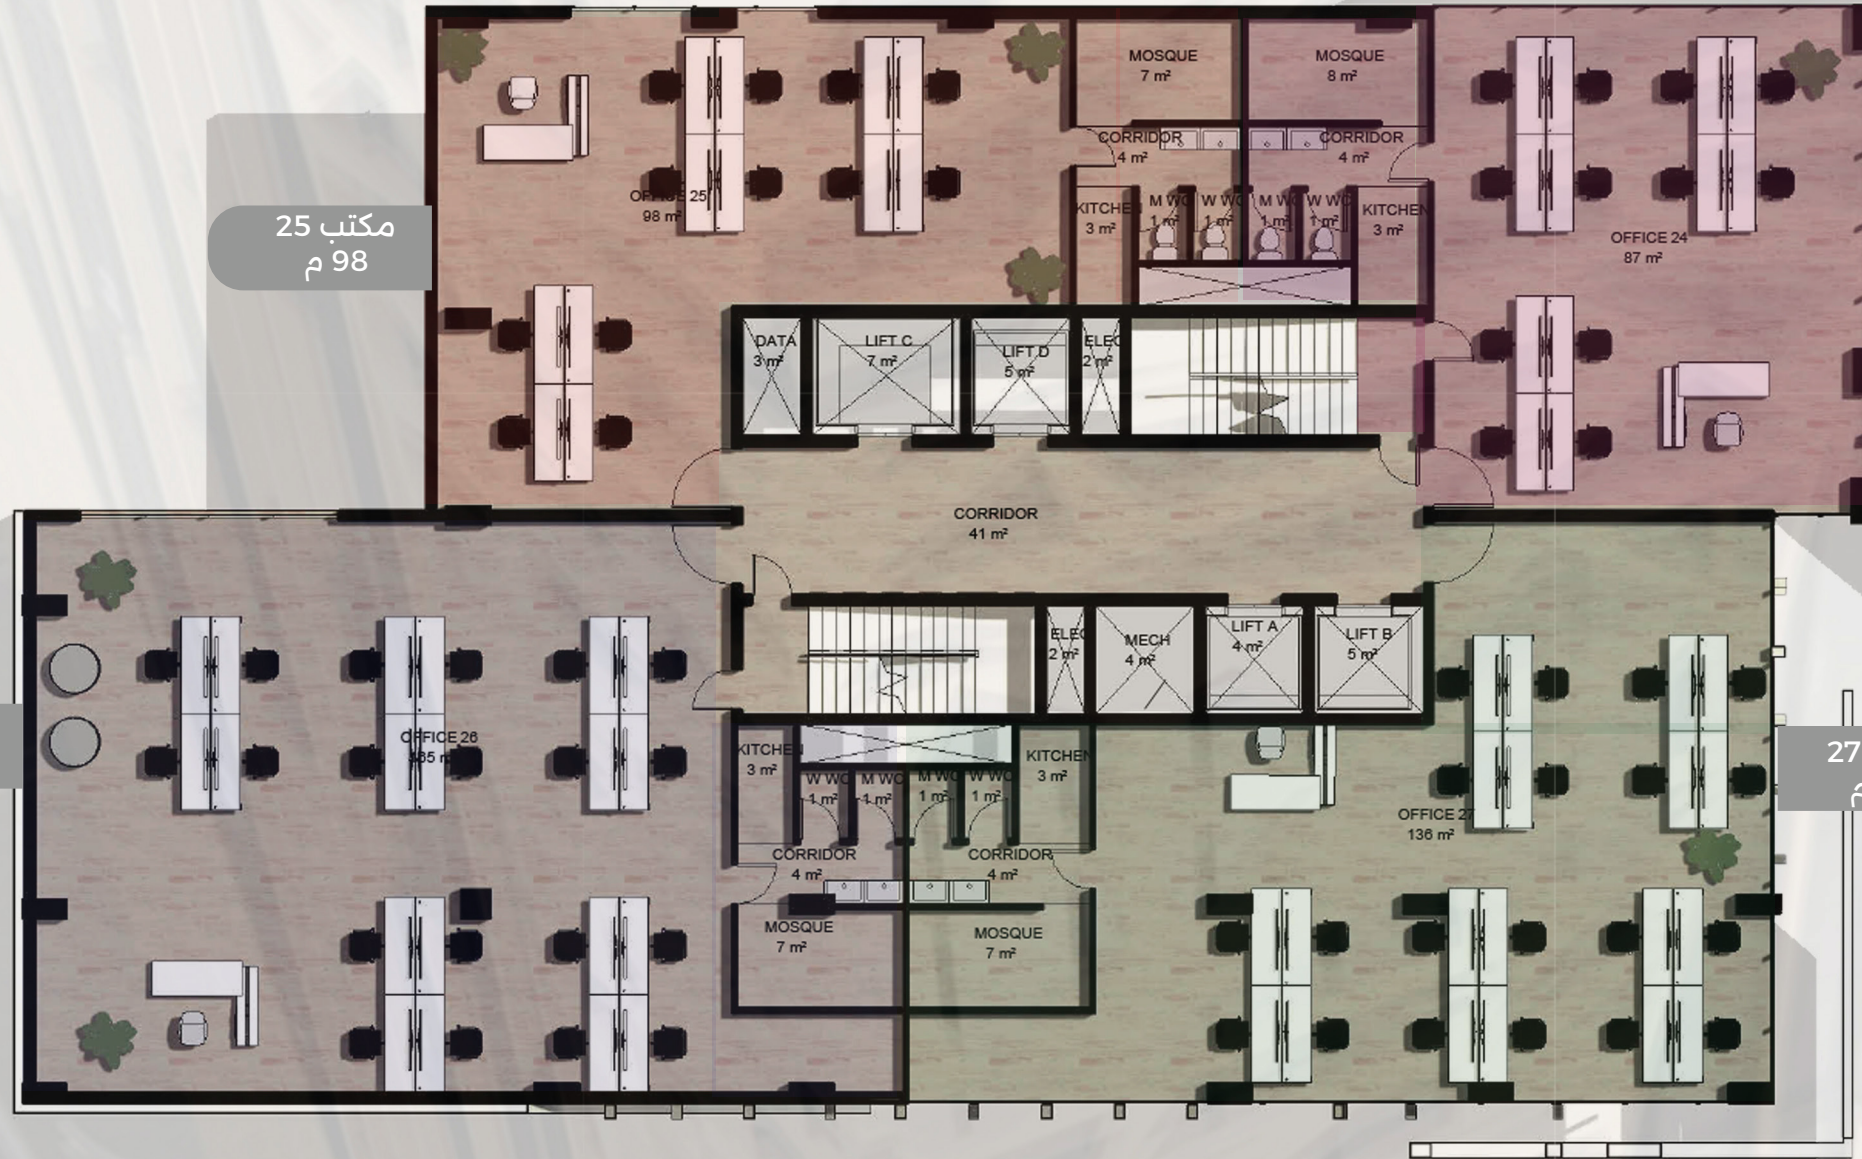 MOSQUE
7 m²
MOSQUE
8 m²
CORRIDOR
4 m²
CORRIDOR
4 m²
OFFICE 25
98 m²
KITCHEN
3 m²
M WC
1 m²
W WC
1 m²
M WC
1 m²
W WC
1 m²
KITCHEN
3 m²
مكتب 25
98 م
OFFICE 24
87 m²
DATA
3 m²
LIFT C
7 m²
LIFT D
5 m²
ELEC
2 m²
CORRIDOR
41 m²
ELEC
2 m²
MECH
4 m²
LIFT A
4 m²
LIFT B
5 m²
OFFICE 26
KITCHEN
3 m²
W WC
1 m²
M WC
1 m²
M WC
1 m²
W WC
1 m²
KITCHEN
3 m²
27
م
OFFICE 27
136 m²
CORRIDOR
4 m²
CORRIDOR
4 m²
MOSQUE
7 m²
MOSQUE
7 m²